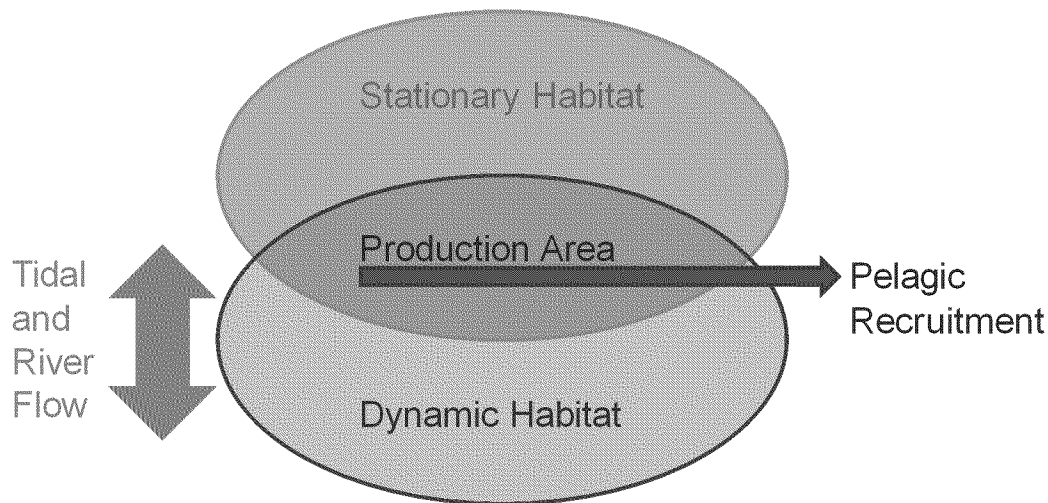 Stationary Habitat
Production Area
Tidal
and
River
Flow
Pelagic
Recruitment
Dynamic Habitat